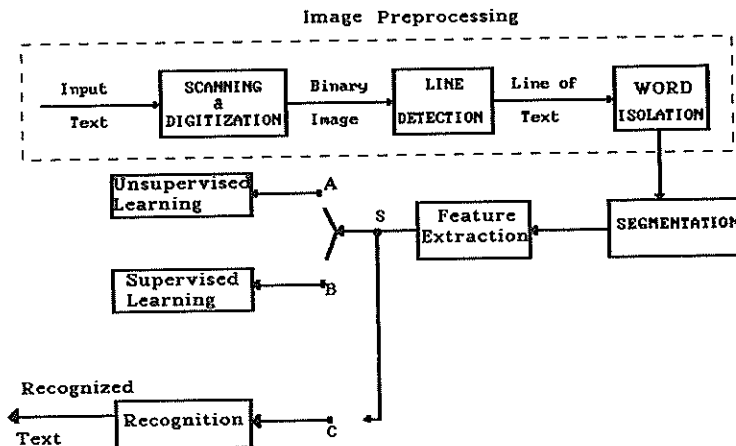 Image Preprocessing
Input
Text
SCANNING
&
DIGITIZATION
Binary
Image
LINE
DETECTION
Line of
Text
WORD
ISOLATION
Unsupervised
Learning
A
S
Feature
Extraction
SEGMENTATION
Supervised
Learning
B
Recognized
Text
Recognition
C